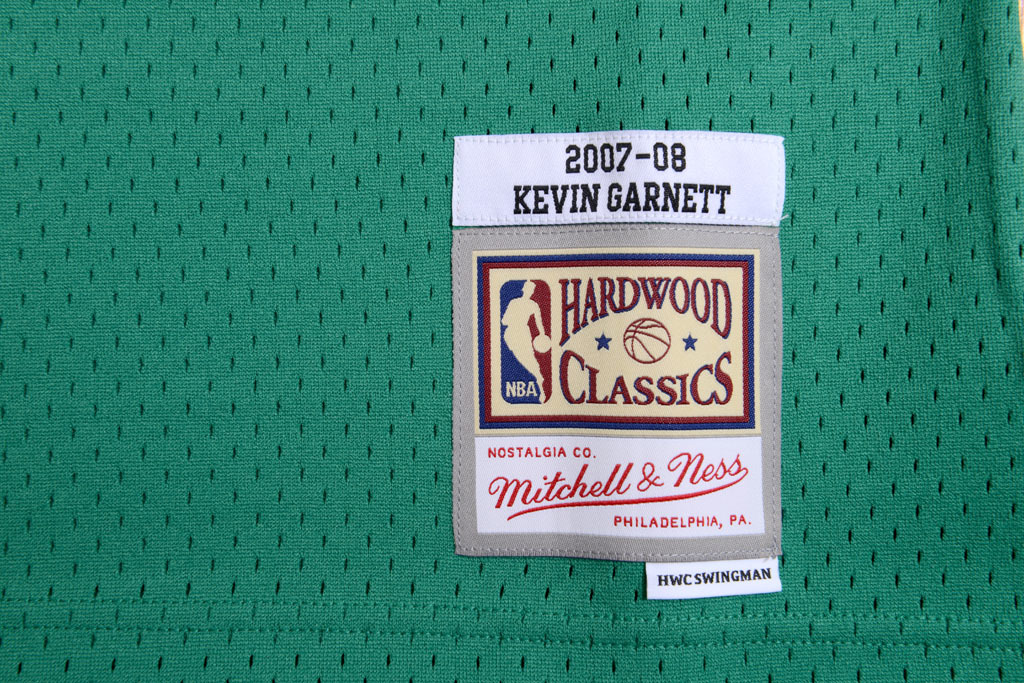 2007-08
KEVIN GARNETT
HARDWOOD
CLASSICS
NBA
NOSTALGIA CO.
Mitchell & Ness
PHILADELPHIA, PA.
HWC SWINGMAN